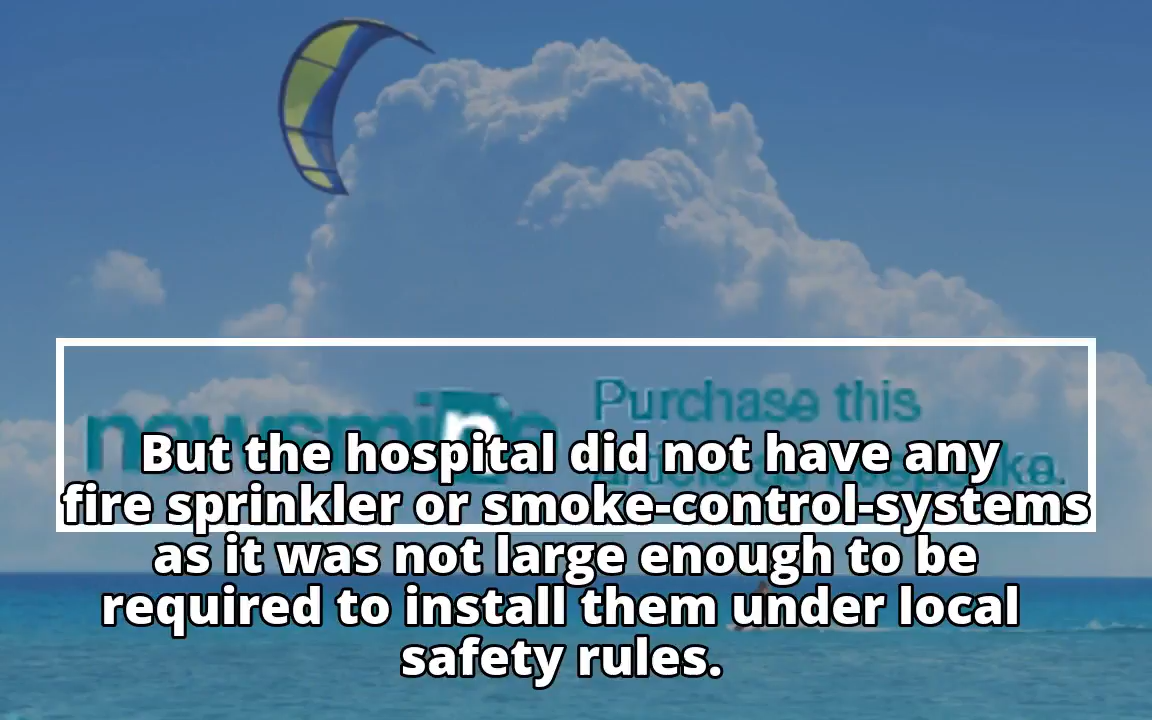 Purchase this
But the hospital did not have any
fire sprinkler or smoke-control-systems
as it was not large enough to be
required to install them under local
safety rules.